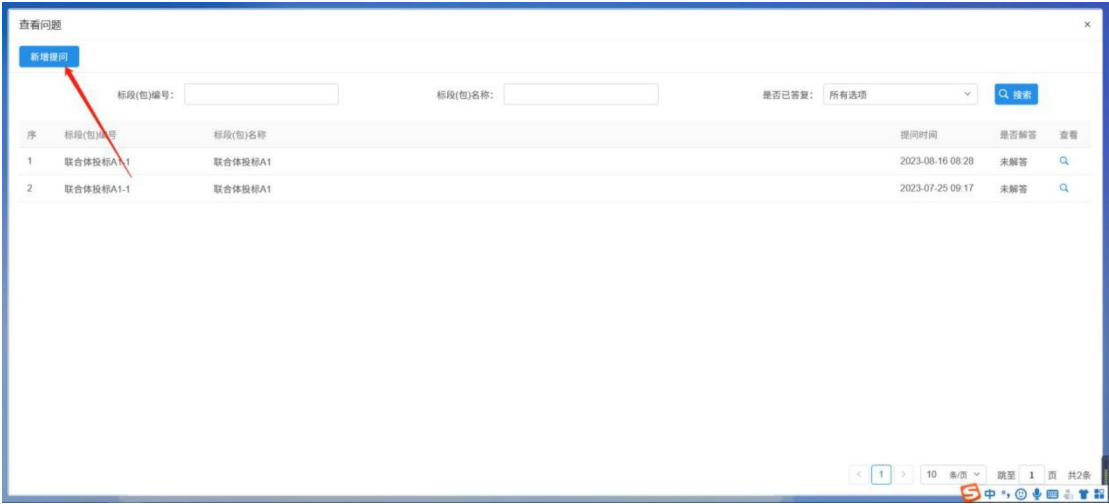 查看问题 ×
新增提问
标段(包)编号： 标段(包)名称： 是否已答复： 所有选项 搜索
序 标段(包)编号 标段(包)名称 提问时间 是否解答 查看
1 联合体投标A1-1 联合体投标A1 2023-08-16 08:28 未解答
2 联合体投标A1-1 联合体投标A1 2023-07-25 09:17 未解答
< 1 > 10 条/页 跳至 1 页 共2条
S 中